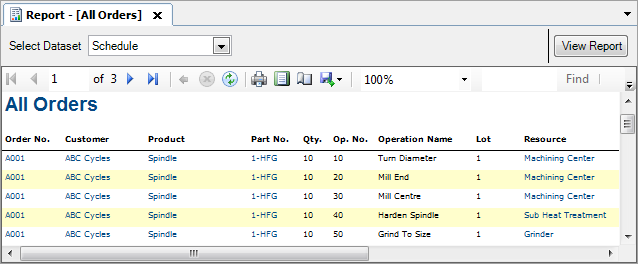 Report - [All Orders]
Select Dataset Schedule View Report
1 of 3 100% Find
All Orders
Order No. Customer Product Part No. Qty. Op. No. Operation Name Lot Resource
A001 ABC Cycles Spindle 1-HFG 10 10 Turn Diameter 1 Machining Center
A001 ABC Cycles Spindle 1-HFG 10 20 Mill End 1 Machining Center
A001 ABC Cycles Spindle 1-HFG 10 30 Mill Centre 1 Machining Center
A001 ABC Cycles Spindle 1-HFG 10 40 Harden Spindle 1 Sub Heat Treatment
A001 ABC Cycles Spindle 1-HFG 10 50 Grind To Size 1 Grinder